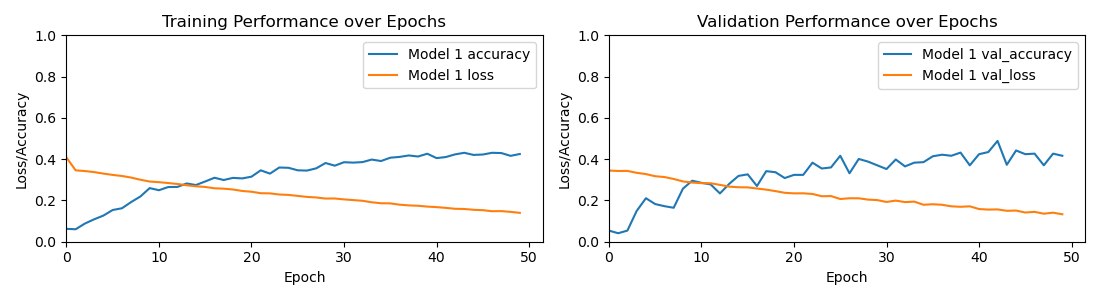 Training Performance over Epochs
1.0
0.8
0.6
0.4
0.2
0.0
Loss/Accuracy
Model 1 accuracy
Model 1 loss
0 10 20 30 40 50
Epoch
Validation Performance over Epochs
1.0
0.8
0.6
0.4
0.2
0.0
Loss/Accuracy
Model 1 val_accuracy
Model 1 val_loss
0 10 20 30 40 50
Epoch